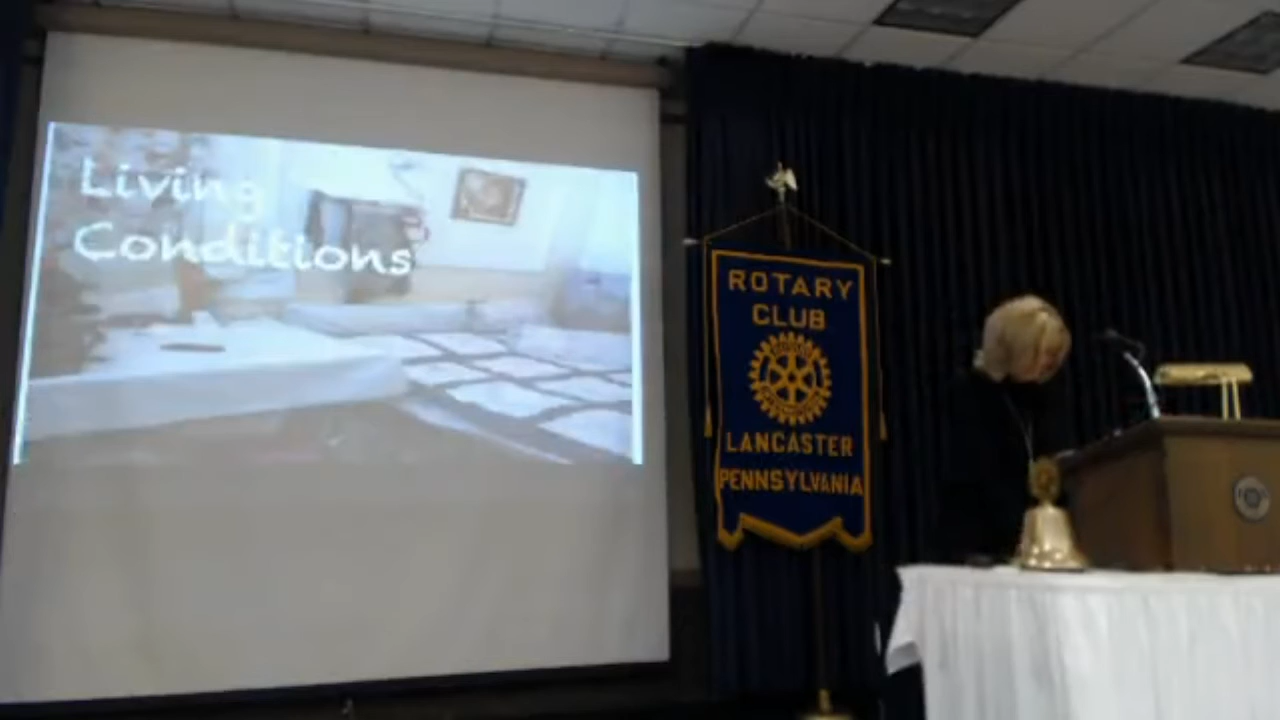 Living
Conditions
ROTARY
CLUB
LANCASTER
PENNSYLVANIA